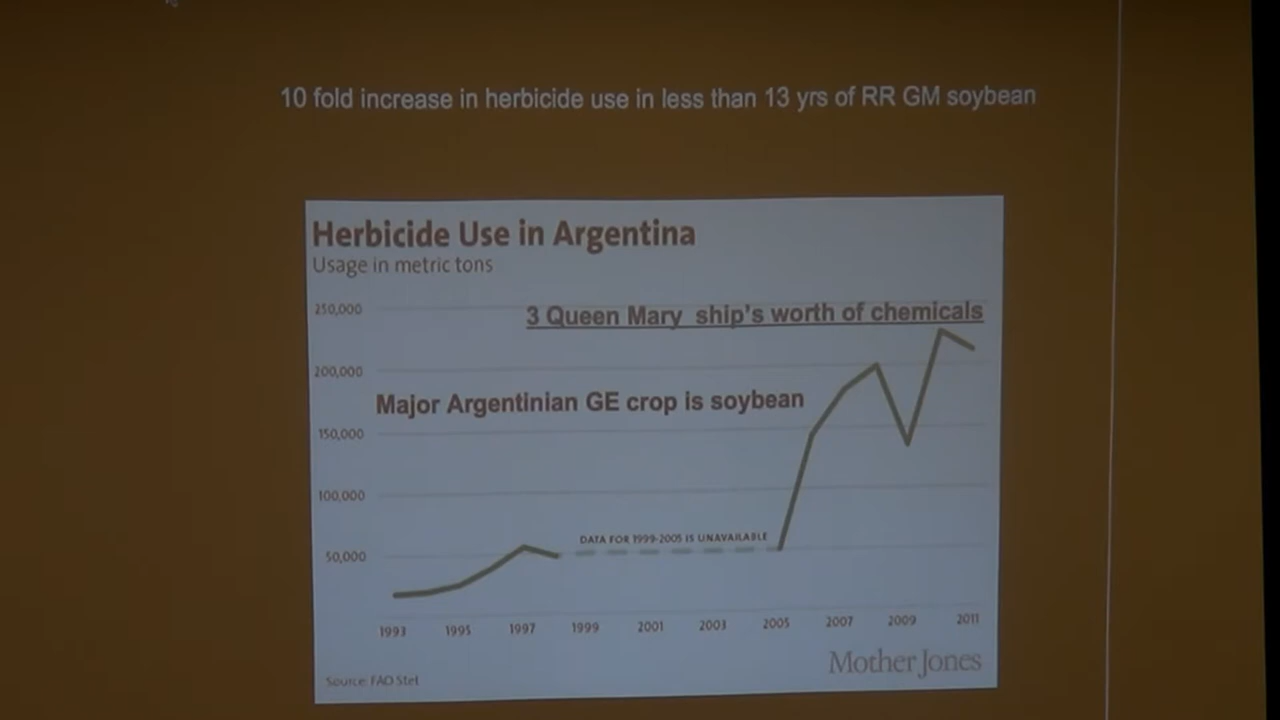 10 fold increase in herbicide use in less than 13 yrs of RR GM soybean
Herbicide Use in Argentina
Usage in metric tons
250,000
3 Queen Mary ship's worth of chemicals
200,000
Major Argentinian GE crop is soybean
150,000
100,000
DATA FOR 1999-2005 IS UNAVAILABLE
50,000
1993 1995 1997 1999 2001 2003 2005 2007 2009 2011
Mother Jones
Source: FAO Stat